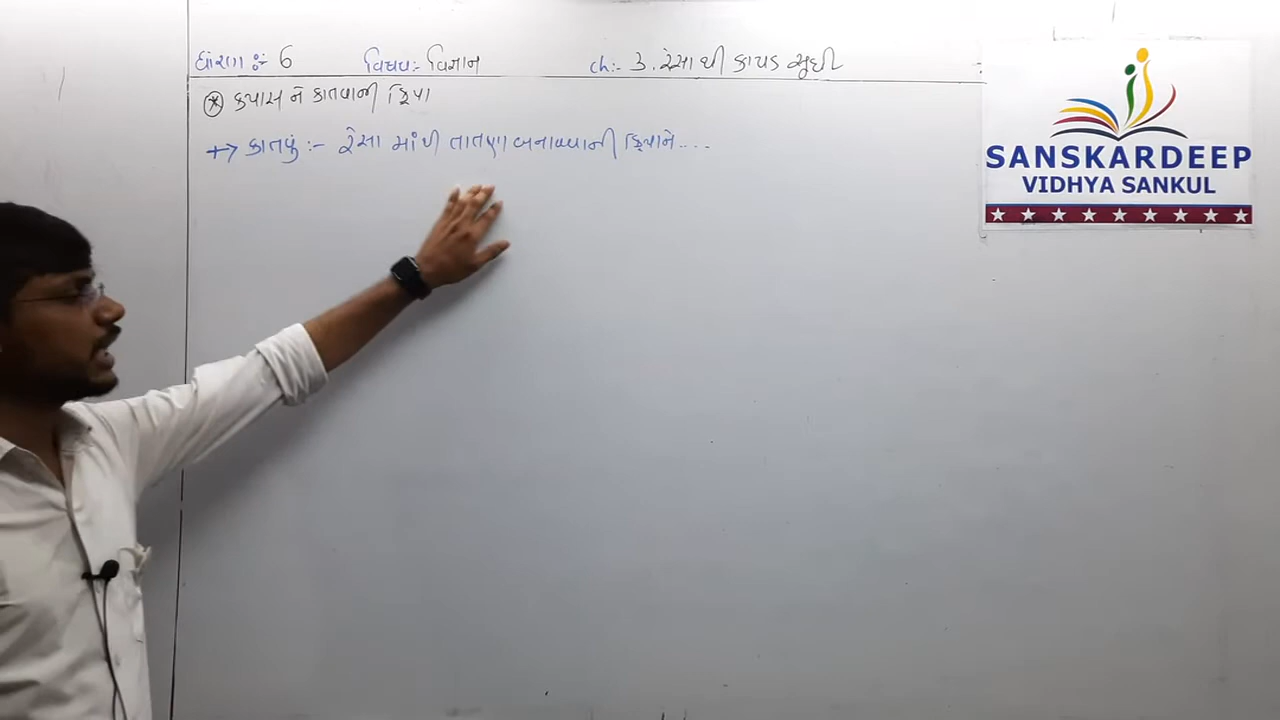 ધોરણ :- 6 વિષય:- વિજ્ઞાન ch:- 3. રેસા થી કાપડ સુધી
* કપાસ ને કાતવાની ક્રિયા
→ કાતવું :- રેસા માંથી તાતણા બનાવવાની ક્રિયાને....
SANSKARDEEP
VIDHYA SANKUL